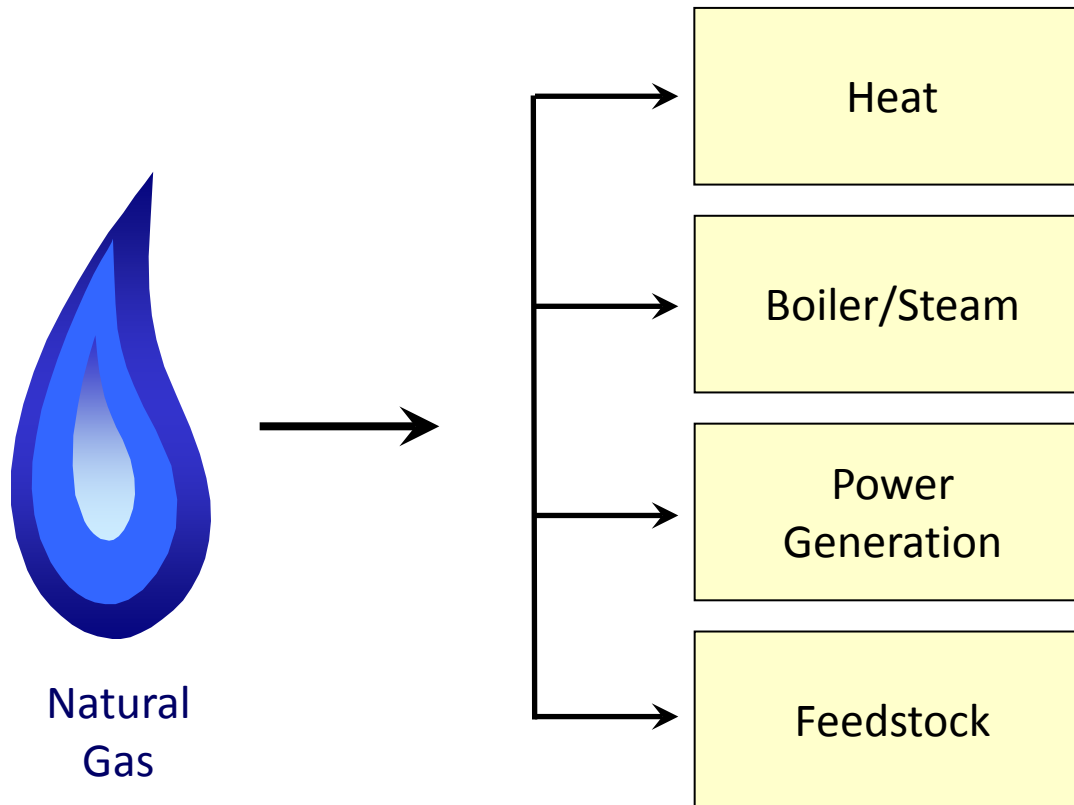 Heat
Boiler/Steam
Power
Generation
Feedstock
Natural
Gas